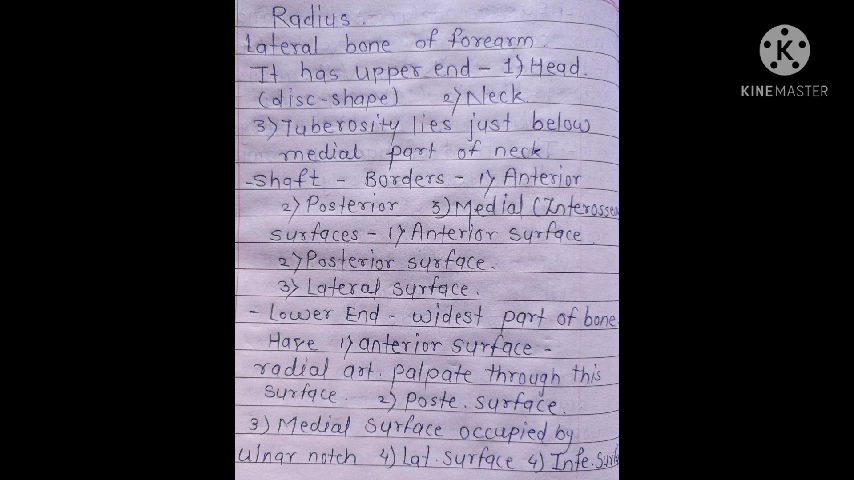 Radius.
Lateral bone of forearm.
It has upper end - 1) Head.
(disc-shape) 2) Neck
3) Tuberosity lies just below
medial part of neck.
- Shaft - Borders - 1) Anterior
2) Posterior 3) Medial (Interosse
surfaces - 1) Anterior surface
2) Posterior surface.
3) Lateral surface.
- Lower End - widest part of bone
Have 1) anterior surface -
radial art. palpate through this
surface. 2) Poste. surface.
3) Medial surface occupied by
ulnar notch 4) Lat. surface 4) Infe. Surf
KINEMASTER